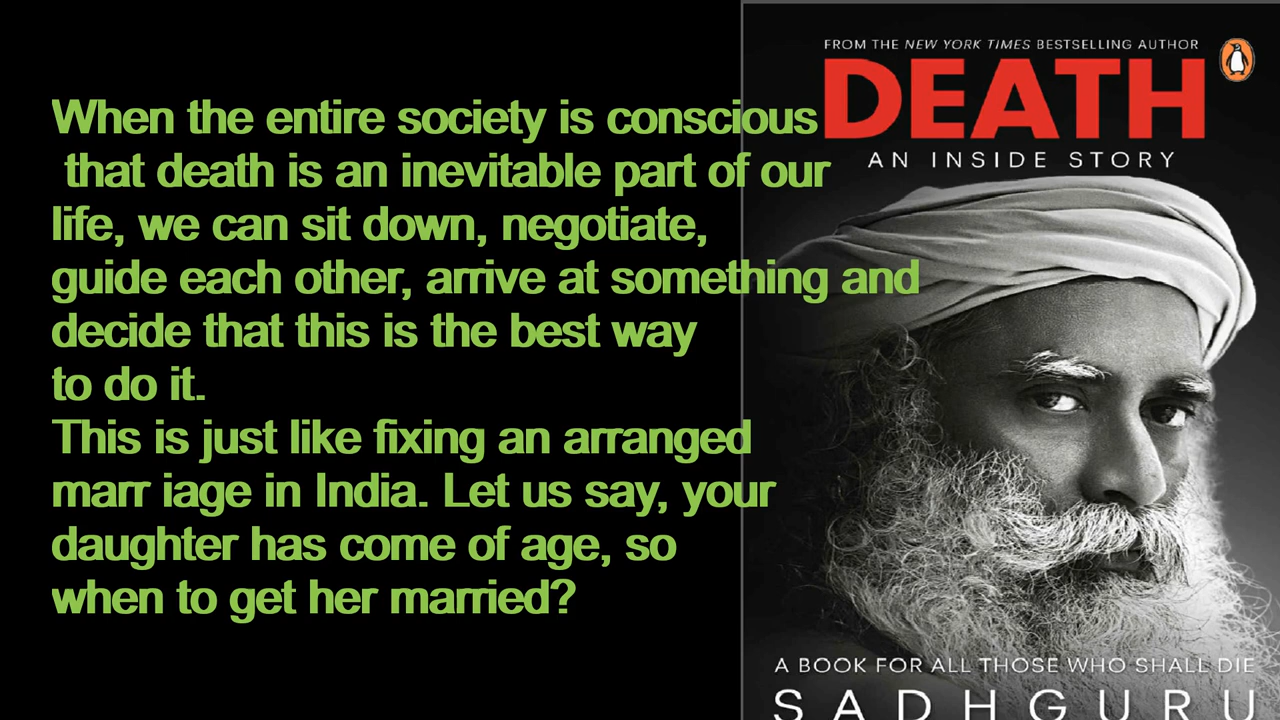 When the entire society is conscious
that death is an inevitable part of our
life, we can sit down, negotiate,
guide each other, arrive at something and
decide that this is the best way
to do it.
This is just like fixing an arranged
marr iage in India. Let us say, your
daughter has come of age, so
when to get her married?
FROM THE NEW YORK TIMES BESTSELLING AUTHOR
DEATH
AN INSIDE STORY
A BOOK FOR ALL THOSE WHO SHALL DIE
SADHGURU